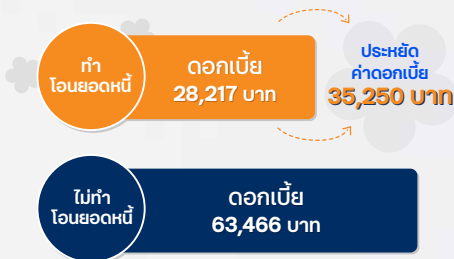 ทำ
โอนยอดหนี้
ดอกเบี้ย
28,217 บาท
ประหยัด
ค่าดอกเบี้ย
35,250 บาท
ไม่ทำ
โอนยอดหนี้
ดอกเบี้ย
63,466 บาท